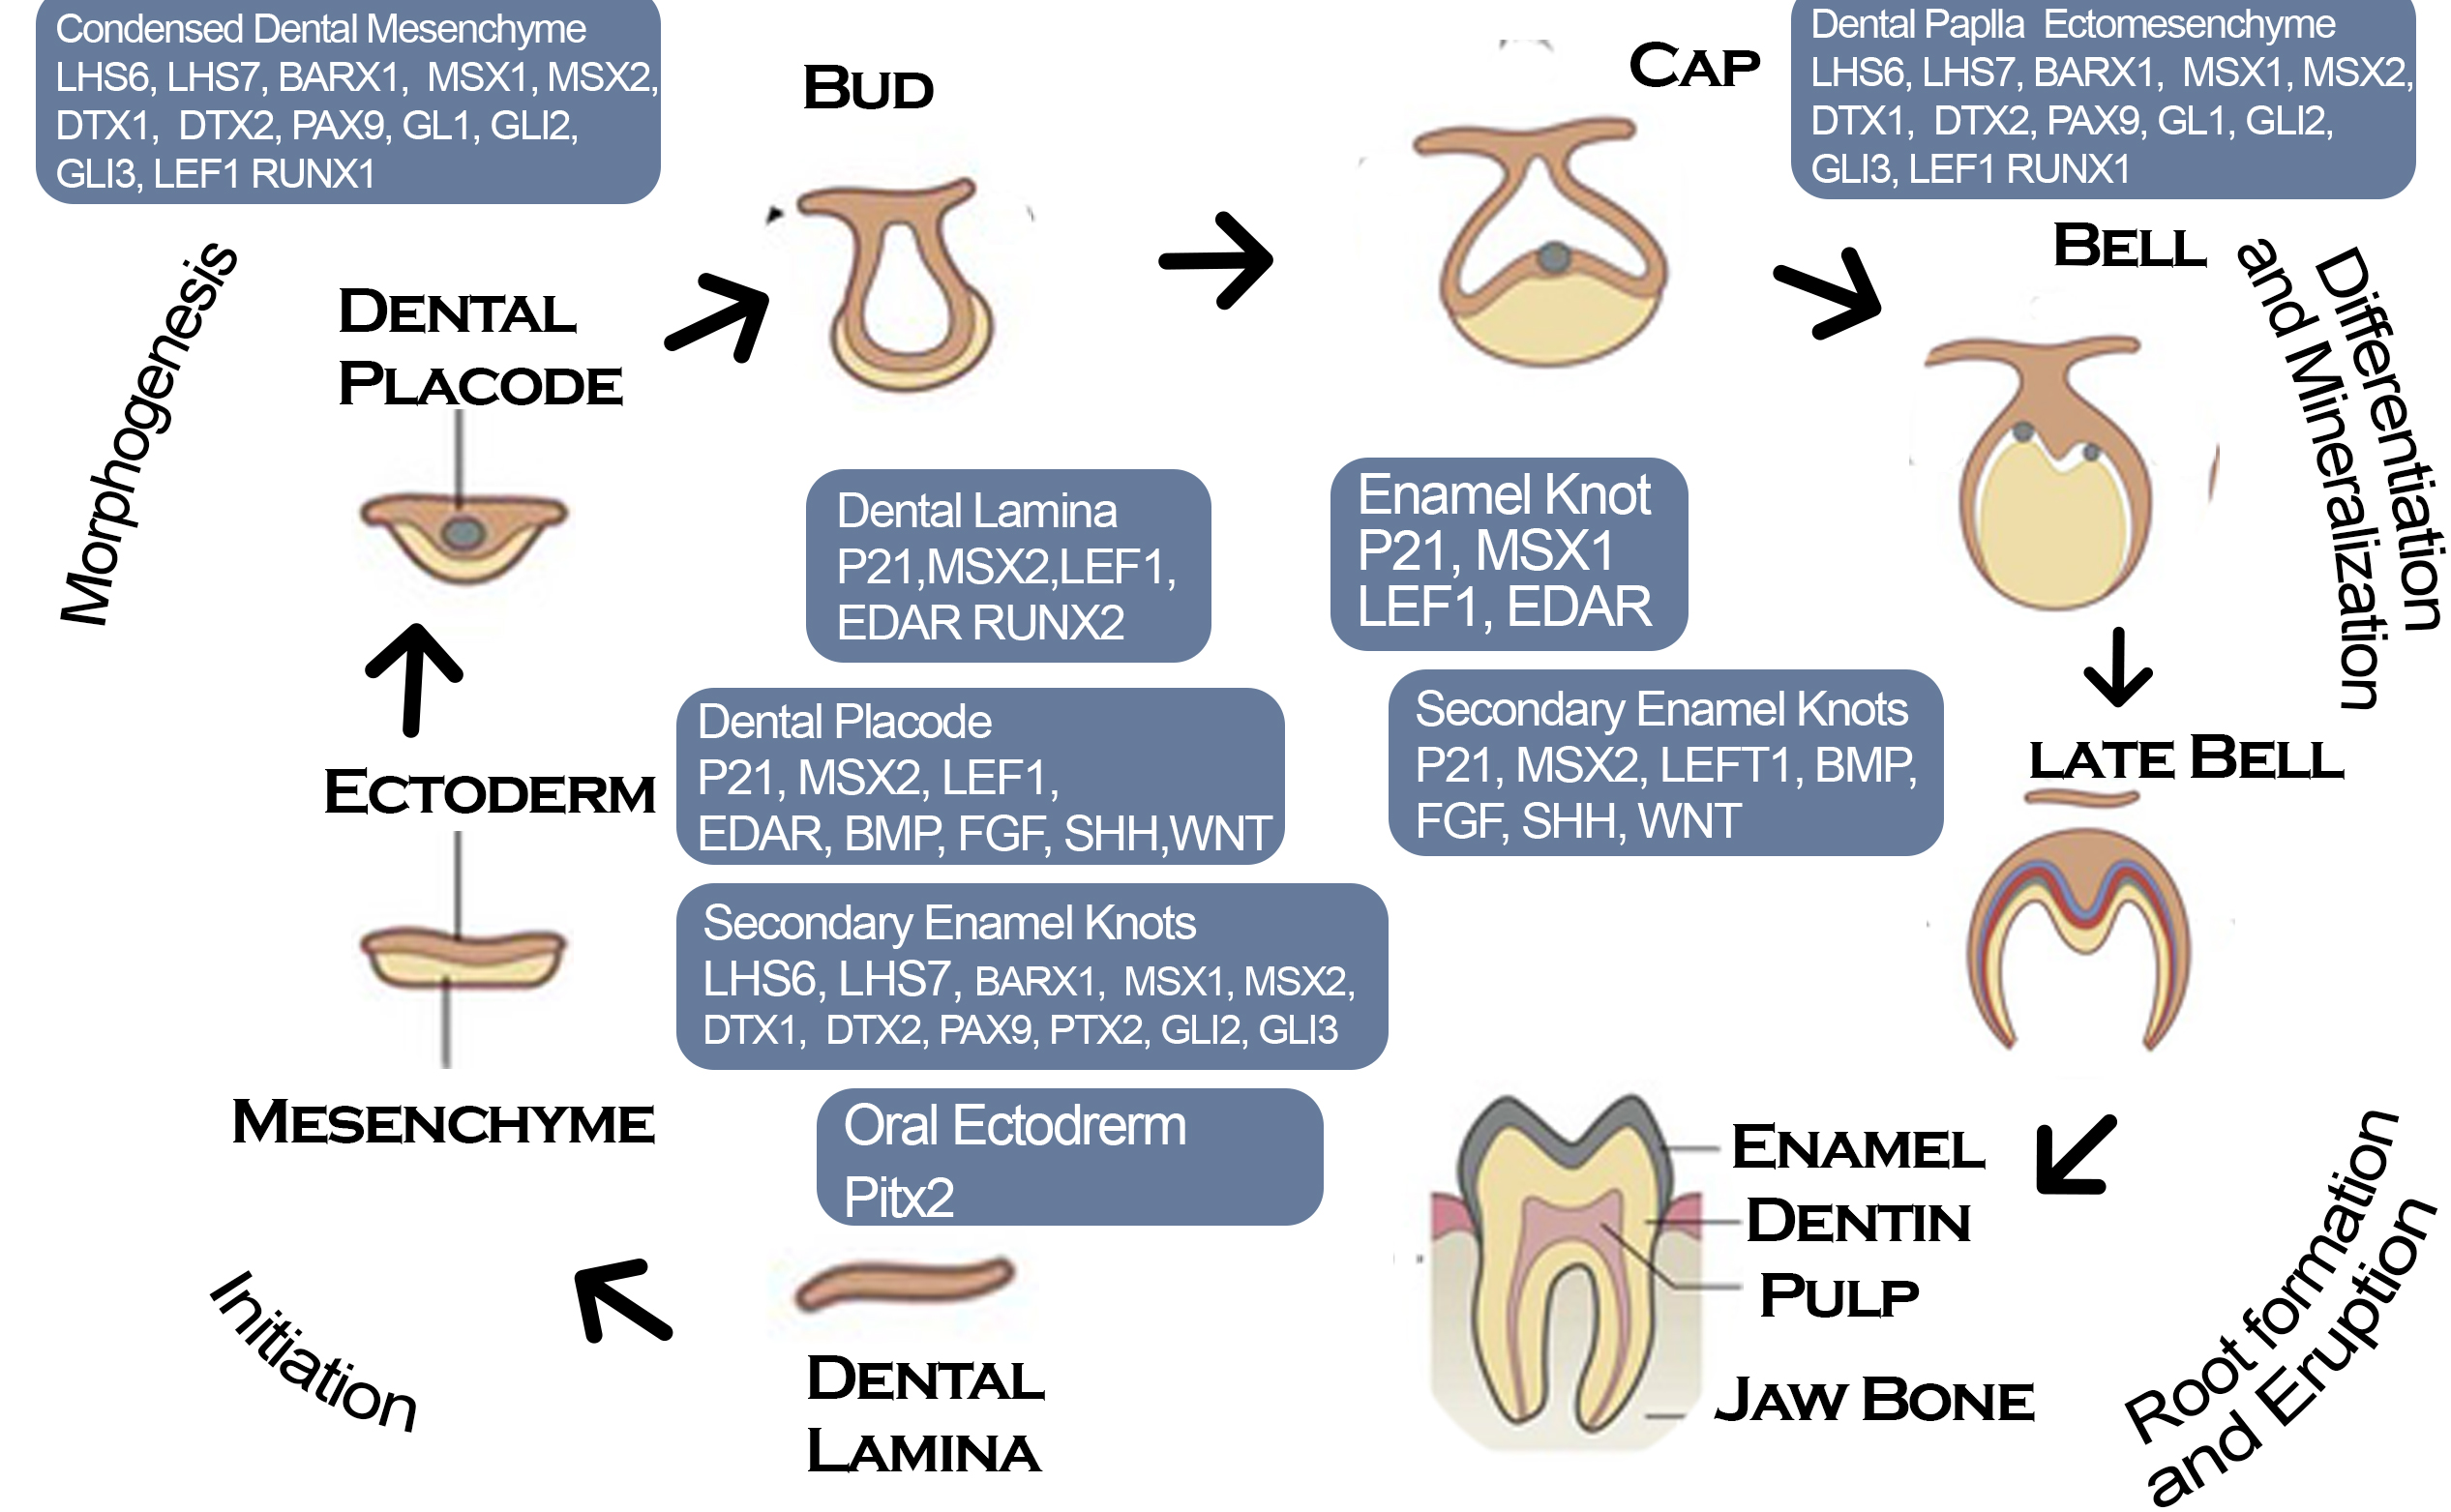 Condensed Dental Mesenchyme
LHS6, LHS7, BARX1, MSX1, MSX2,
DTX1, DTX2, PAX9, GL1, GLI2,
GLI3, LEF1 RUNX1
BUD
CAP
Dental Paplla Ectomesenchyme
LHS6, LHS7, BARX1, MSX1, MSX2,
DTX1, DTX2, PAX9, GL1, GLI2,
GLI3, LEF1 RUNX1
BELL
Morphogenesis
DENTAL
PLACODE
Differentiation
and Mineralization
Dental Lamina
P21,MSX2,LEF1,
EDAR RUNX2
Enamel Knot
P21, MSX1
LEF1, EDAR
Dental Placode
P21, MSX2, LEF1,
EDAR, BMP, FGF, SHH,WNT
Secondary Enamel Knots
P21, MSX2, LEFT1, BMP,
FGF, SHH, WNT
LATE BELL
ECTODERM
Secondary Enamel Knots
LHS6, LHS7, BARX1, MSX1, MSX2,
DTX1, DTX2, PAX9, PTX2, GLI2, GLI3
MESENCHYME
Oral Ectodrerm
Pitx2
ENAMEL
DENTIN
PULP
JAW BONE
Initiation
DENTAL
LAMINA
Root formation
and Eruption